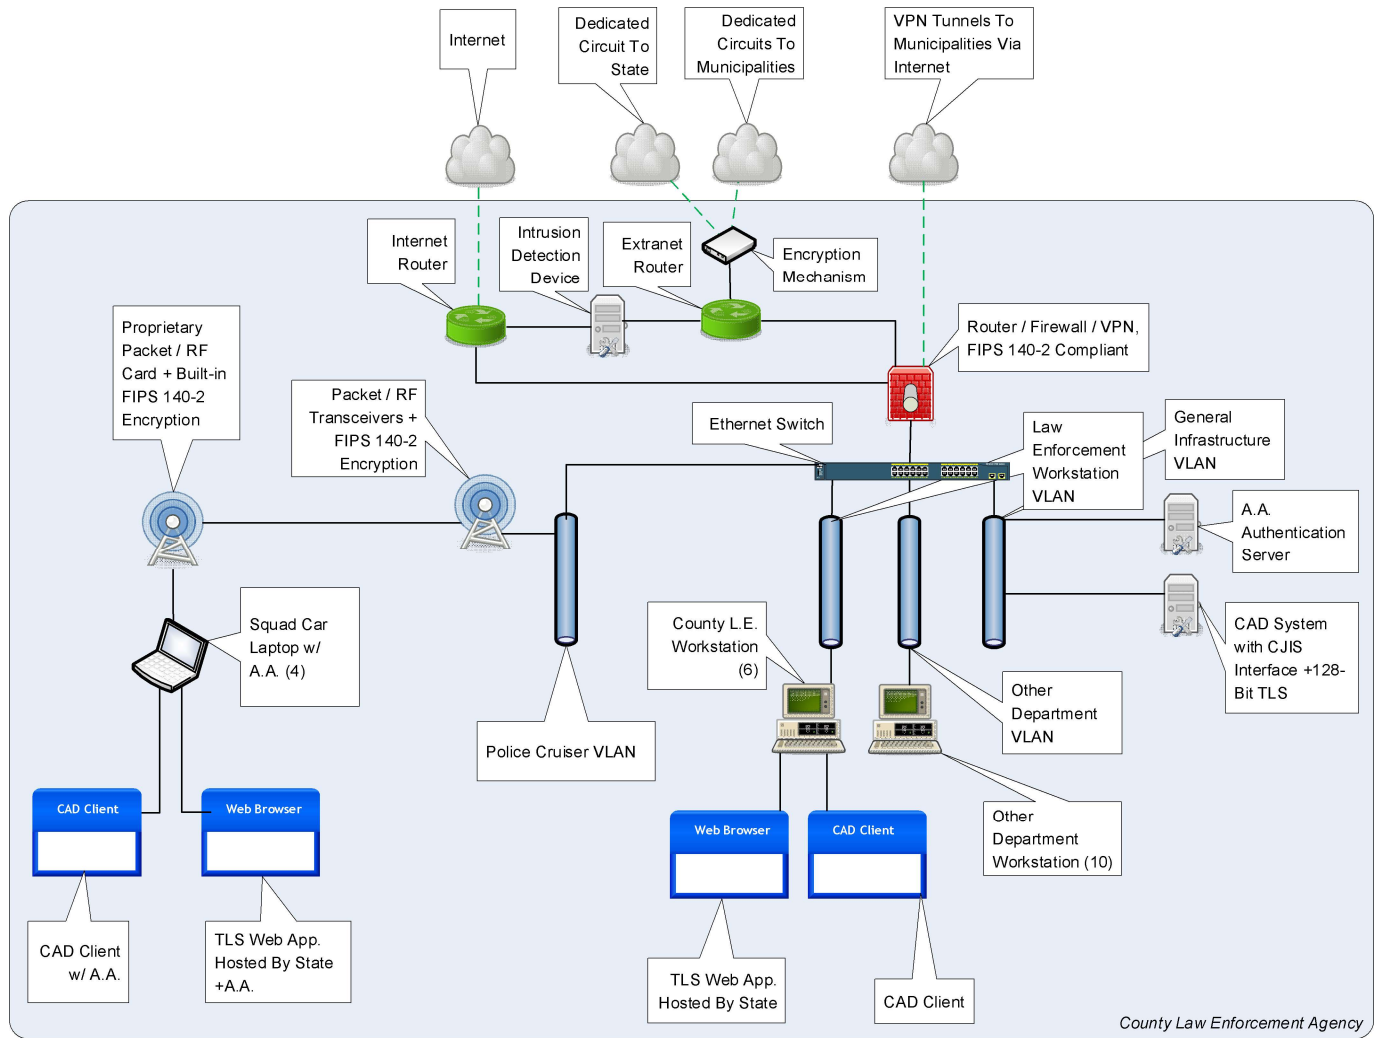 Internet
Dedicated
Circuit To
State
Dedicated
Circuits To
Municipalities
VPN Tunnels To
Municipalities Via
Internet
Internet
Router
Intrusion
Detection
Device
Extranet
Router
Encryption
Mechanism
Proprietary
Packet / RF
Card + Built-in
FIPS 140-2
Encryption
Packet / RF
Transceivers +
FIPS 140-2
Encryption
Router / Firewall / VPN,
FIPS 140-2 Compliant
Ethernet Switch
Law
Enforcement
Workstation
VLAN
General
Infrastructure
VLAN
A.A.
Authentication
Server
Squad Car
Laptop w/
A.A. (4)
County L.E.
Workstation
(6)
CAD System
with CJIS
Interface +128-
Bit TLS
Police Cruiser VLAN
Other
Department
VLAN
CAD Client
Web Browser
Web Browser
CAD Client
Other
Department
Workstation (10)
CAD Client
w/ A.A.
TLS Web App.
Hosted By State
+A.A.
TLS Web App.
Hosted By State
CAD Client
County Law Enforcement Agency